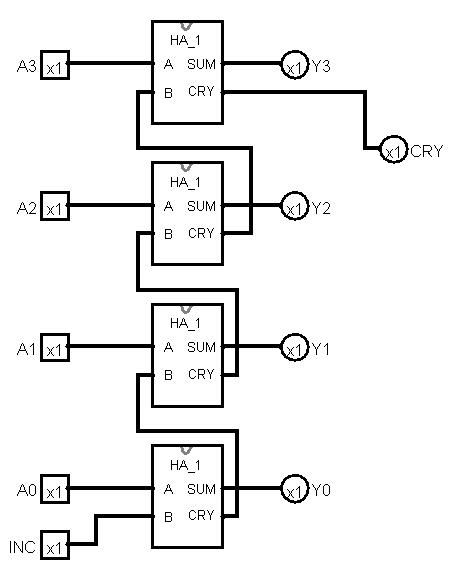 HA_1
A3 x1 A SUM x1 Y3
B CRY
x1 CRY
HA_1
A2 x1 A SUM x1 Y2
B CRY
HA_1
A1 x1 A SUM x1 Y1
B CRY
HA_1
A0 x1 A SUM x1 Y0
B CRY
INC x1